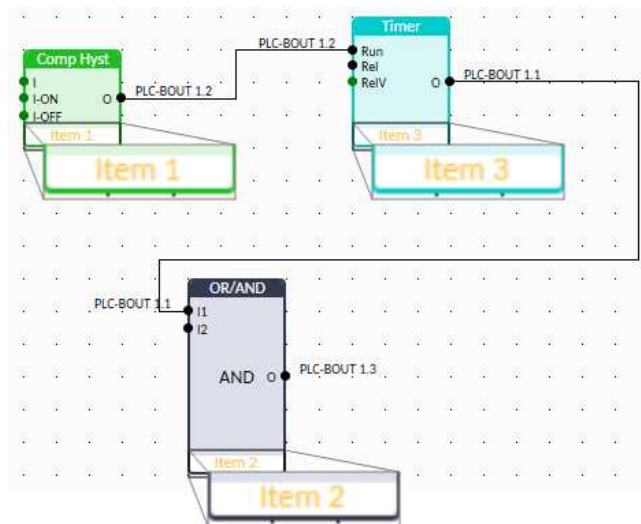 Comp Hyst
I
I-ON
I-OFF
O
PLC-BOUT 1.2
Item 1
Item 1
PLC-BOUT 1.2
Timer
Run
Rel
RelV
O
PLC-BOUT 1.1
Item 3
Item 3
PLC-BOUT 1.1
OR/AND
I1
I2
AND
O
PLC-BOUT 1.3
Item 2
Item 2